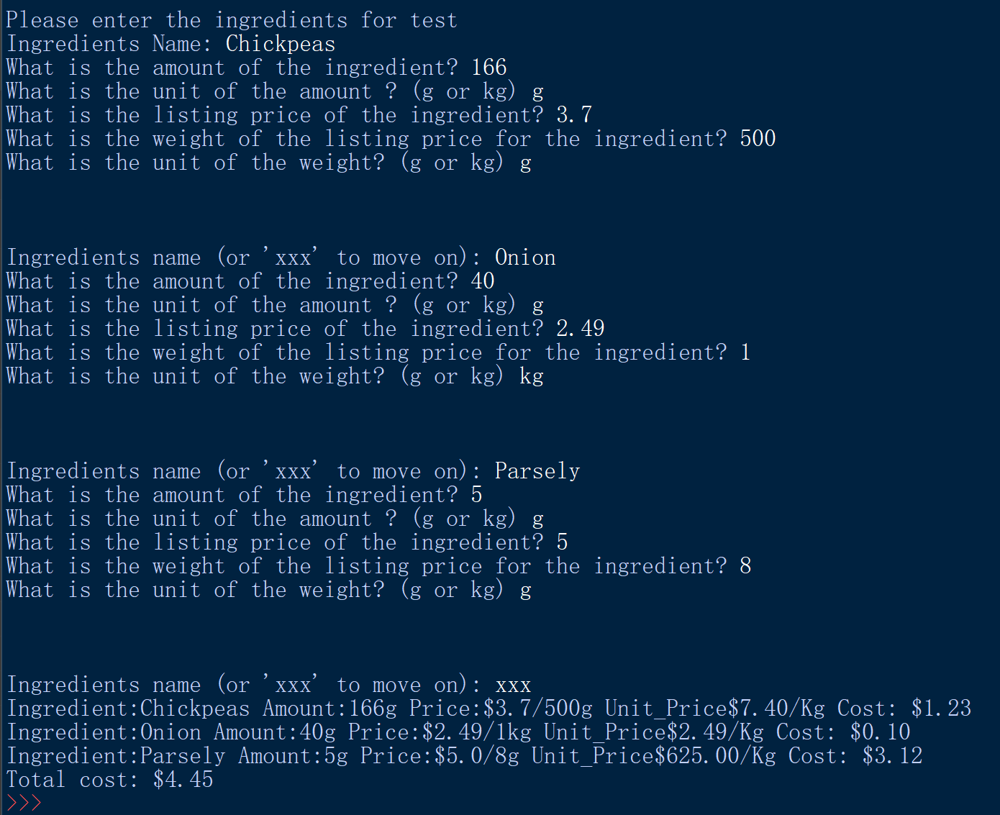 Please enter the ingredients for test
Ingredients Name: Chickpeas
What is the amount of the ingredient? 166
What is the unit of the amount ? (g or kg) g
What is the listing price of the ingredient? 3.7
What is the weight of the listing price for the ingredient? 500
What is the unit of the weight? (g or kg) g
Ingredients name (or 'xxx' to move on): Onion
What is the amount of the ingredient? 40
What is the unit of the amount ? (g or kg) g
What is the listing price of the ingredient? 2.49
What is the weight of the listing price for the ingredient? 1
What is the unit of the weight? (g or kg) kg
Ingredients name (or 'xxx' to move on): Parsely
What is the amount of the ingredient? 5
What is the unit of the amount ? (g or kg) g
What is the listing price of the ingredient? 5
What is the weight of the listing price for the ingredient? 8
What is the unit of the weight? (g or kg) g
Ingredients name (or 'xxx' to move on): xxx
Ingredient:Chickpeas Amount:166g Price:$3.7/500g Unit_Price$7.40/Kg Cost: $1.23
Ingredient:Onion Amount:40g Price:$2.49/1kg Unit_Price$2.49/Kg Cost: $0.10
Ingredient:Parsely Amount:5g Price:$5.0/8g Unit_Price$625.00/Kg Cost: $3.12
Total cost: $4.45
>>>